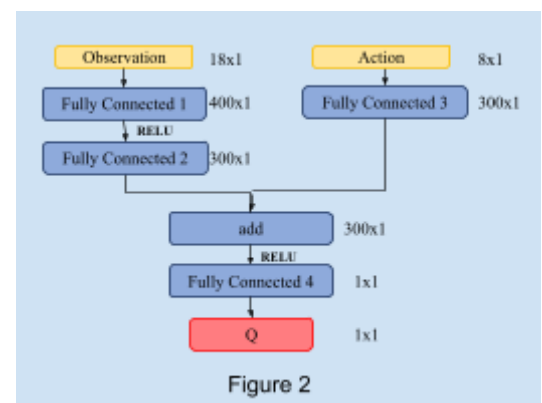 Observation 18x1 Action 8x1
Fully Connected 1 400x1 Fully Connected 3 300x1
RELU
Fully Connected 2 300x1
add 300x1
RELU
Fully Connected 4 1x1
Q 1x1
Figure 2